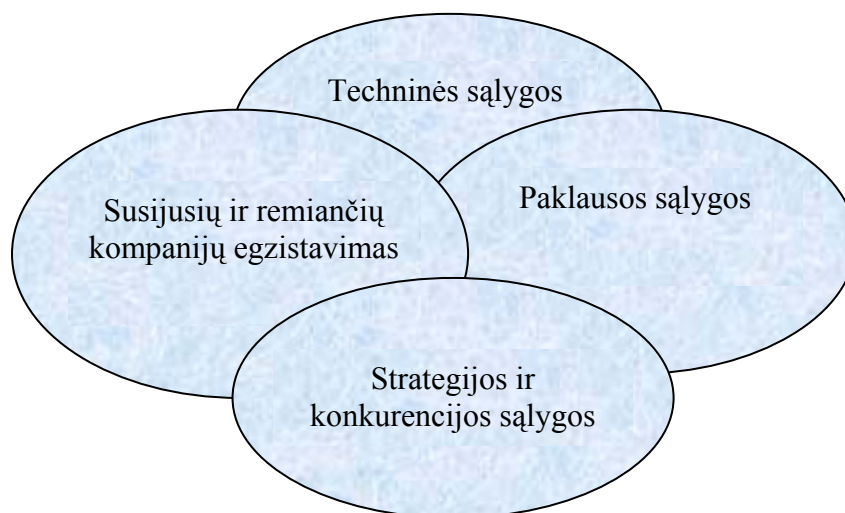 Techninės sąlygos
Susijusių ir remiančių
kompanijų egzistavimas
Paklausos sąlygos
Strategijos ir
konkurencijos sąlygos